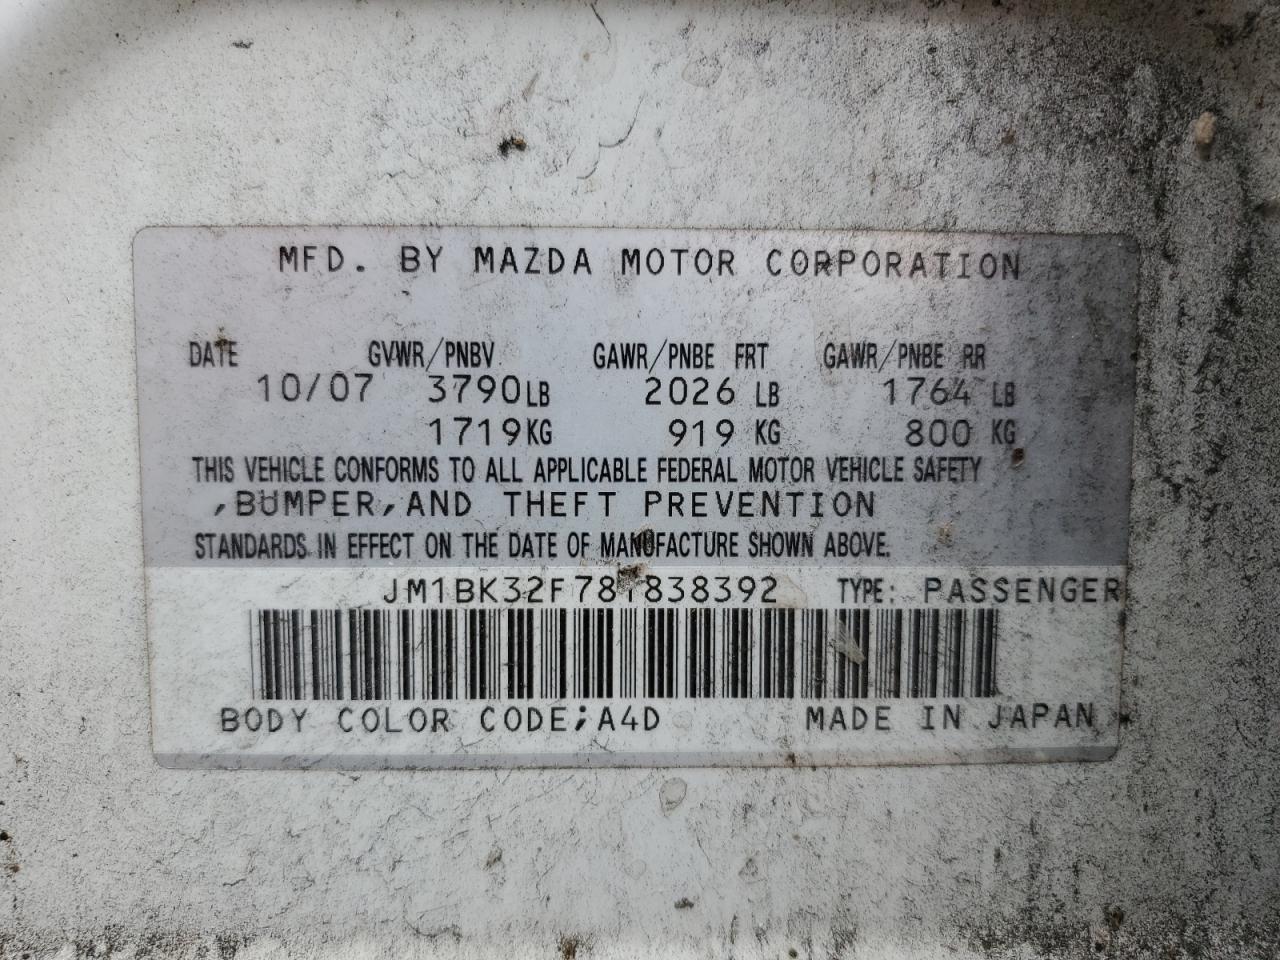 MFD. BY MAZDA MOTOR CORPORATION
DATE GVWR/PNBV GAWR/PNBE FRT GAWR/PNBE RR
10/07 3790LB 2026 LB 1764 LB
1719KG 919 KG 800 KG
THIS VEHICLE CONFORMS TO ALL APPLICABLE FEDERAL MOTOR VEHICLE SAFETY
,BUMPER,AND THEFT PREVENTION
STANDARDS IN EFFECT ON THE DATE OF MANUFACTURE SHOWN ABOVE.
JM1BK32F781838392 TYPE: PASSENGER
BODY COLOR CODE;A4D MADE IN JAPAN